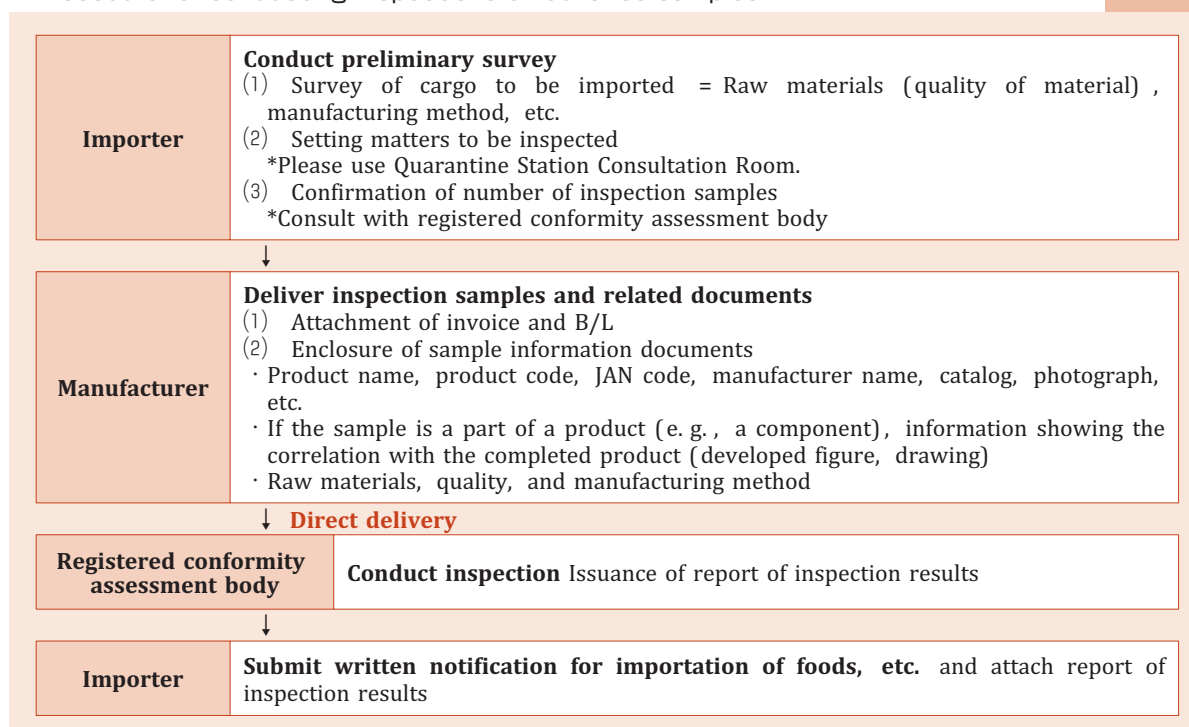 Conduct preliminary survey
⑴ Survey of cargo to be imported = Raw materials (quality of material),
manufacturing method, etc.
Importer
⑵ Setting matters to be inspected
*Please use Quarantine Station Consultation Room.
⑶ Confirmation of number of inspection samples
*Consult with registered conformity assessment body
↓
Deliver inspection samples and related documents
⑴ Attachment of invoice and B/L
⑵ Enclosure of sample information documents
Manufacturer
· Product name, product code, JAN code, manufacturer name, catalog, photograph,
etc.
· If the sample is a part of a product (e. g., a component), information showing the
correlation with the completed product (developed figure, drawing)
· Raw materials, quality, and manufacturing method
↓ Direct delivery
Registered conformity
assessment body
Conduct inspection Issuance of report of inspection results
↓
Importer
Submit written notification for importation of foods, etc. and attach report of
inspection results